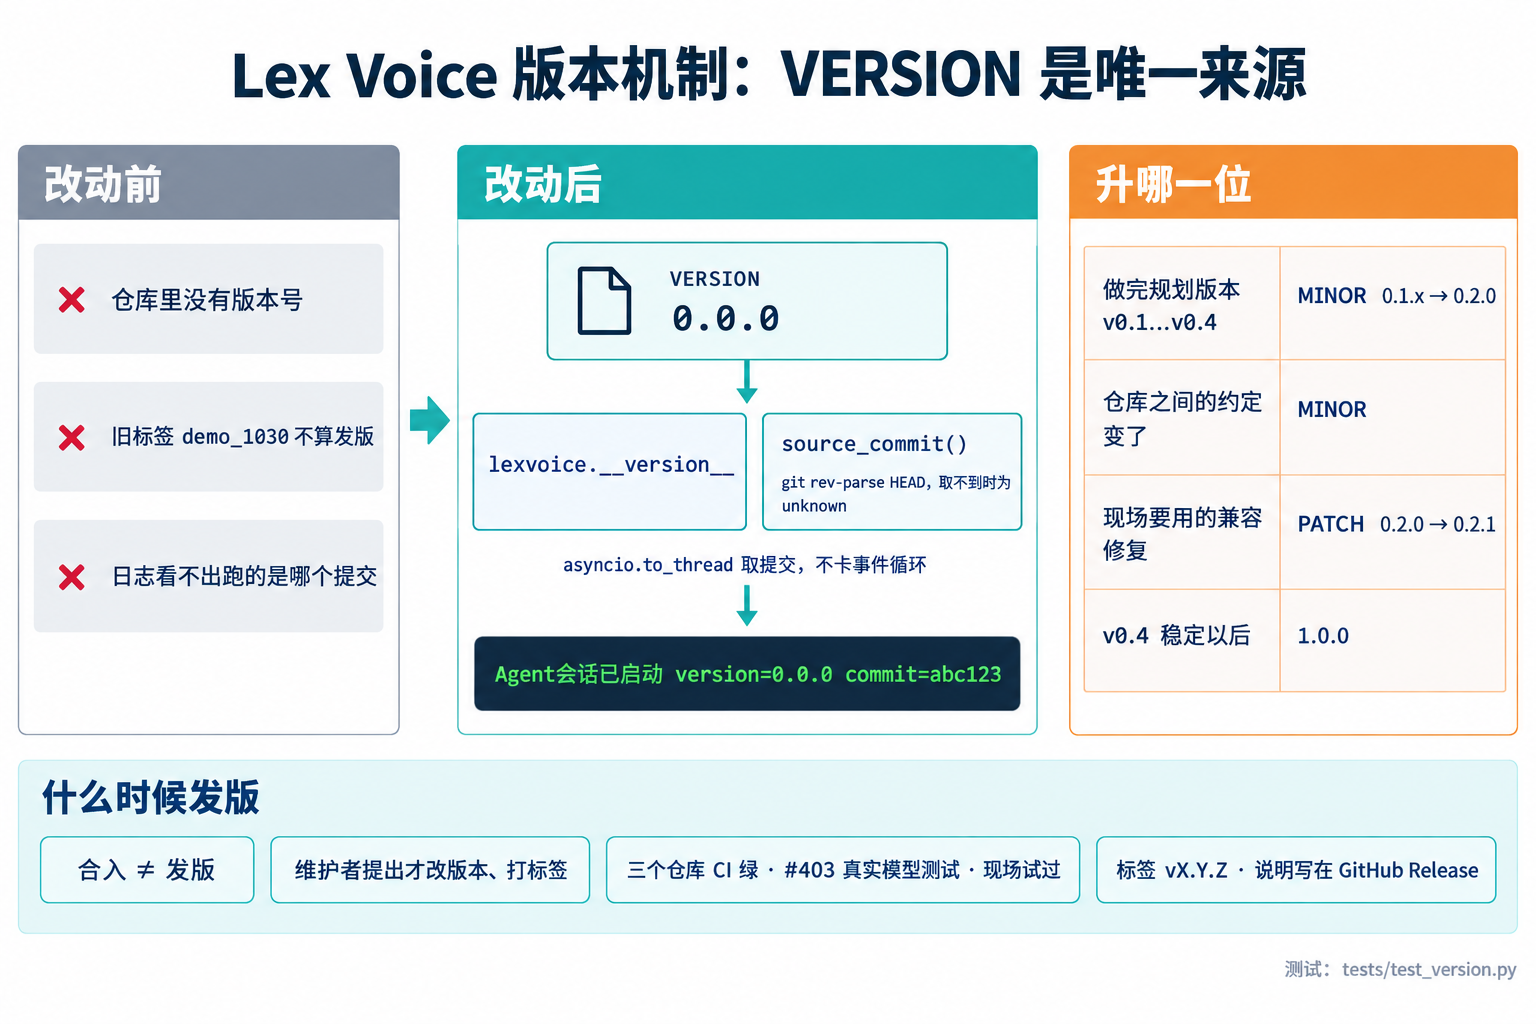 Lex Voice 版本机制：VERSION 是唯一来源
改动前
仓库里没有版本号
旧标签 demo_1030 不算发版
日志看不出跑的是哪个提交
改动后
VERSION
0.0.0
lexvoice.__version__
source_commit()
git rev-parse HEAD，取不到时为
unknown
asyncio.to_thread 取提交，不卡事件循环
Agent会话已启动 version=0.0.0 commit=abc123
升哪一位
做完规划版本
v0.1...v0.4
MINOR 0.1.x → 0.2.0
仓库之间的约定
变了
MINOR
现场要用的兼容
修复
PATCH 0.2.0 → 0.2.1
v0.4 稳定以后
1.0.0
什么时候发版
合入 ≠ 发版
维护者提出才改版本、打标签
三个仓库 CI 绿 · #403 真实模型测试 · 现场试过
标签 vX.Y.Z · 说明写在 GitHub Release
测试：tests/test_version.py